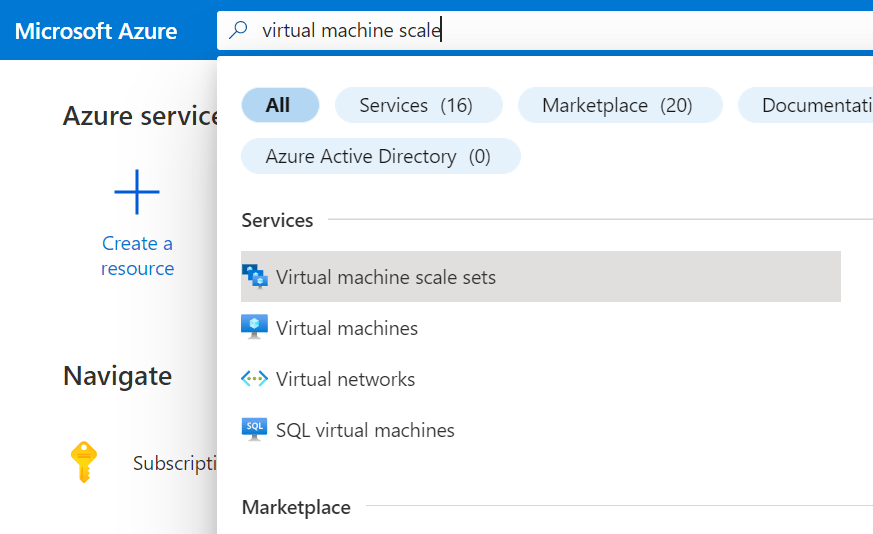 Microsoft Azure
virtual machine scale
All
Services (16)
Marketplace (20)
Documentati
Azure Active Directory (0)
Azure service
Create a
resource
Navigate
Subscripti
Services
Virtual machine scale sets
Virtual machines
Virtual networks
SQL
SQL virtual machines
Marketplace